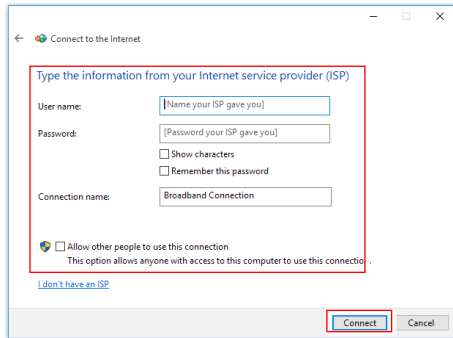 Connect to the Internet
Type the information from your Internet service provider (ISP)
User name: [Name your ISP gave you]
Password: [Password your ISP gave you]
Show characters
Remember this password
Connection name: Broadband Connection
Allow other people to use this connection
This option allows anyone with access to this computer to use this connectio .
I don't have an ISP
Connect Cancel